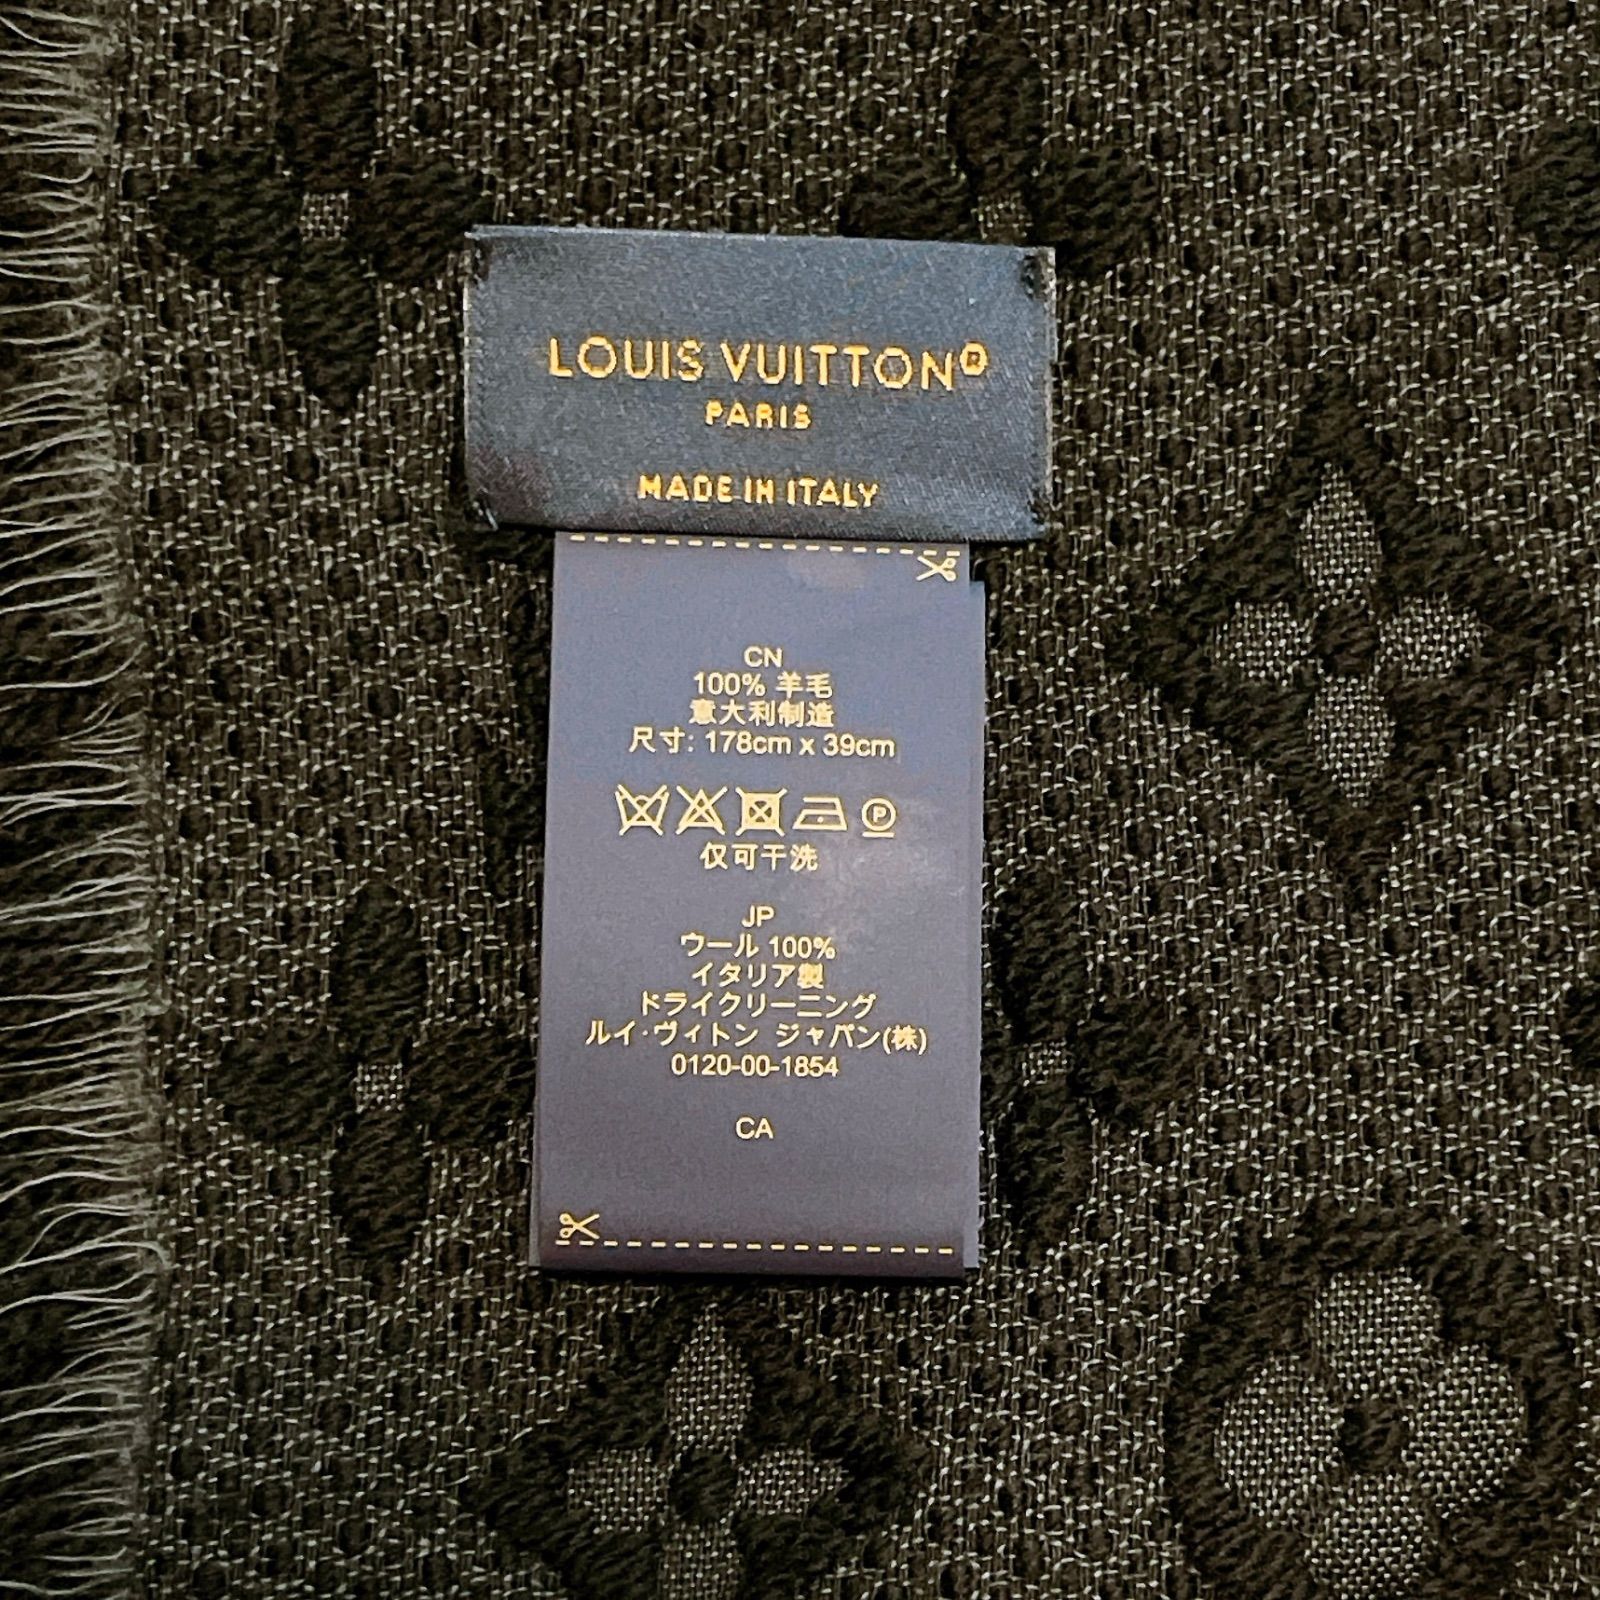 LOUIS VUITTON®
PARIS
MADE IN ITALY
CN
100% 羊毛
意大利制造
尺寸: 178cm x 39cm
P
仅可干洗
JP
ウール 100%
イタリア製
ドライクリーニング
ルイ·ヴィトン ジャパン(株)
0120-00-1854
CA